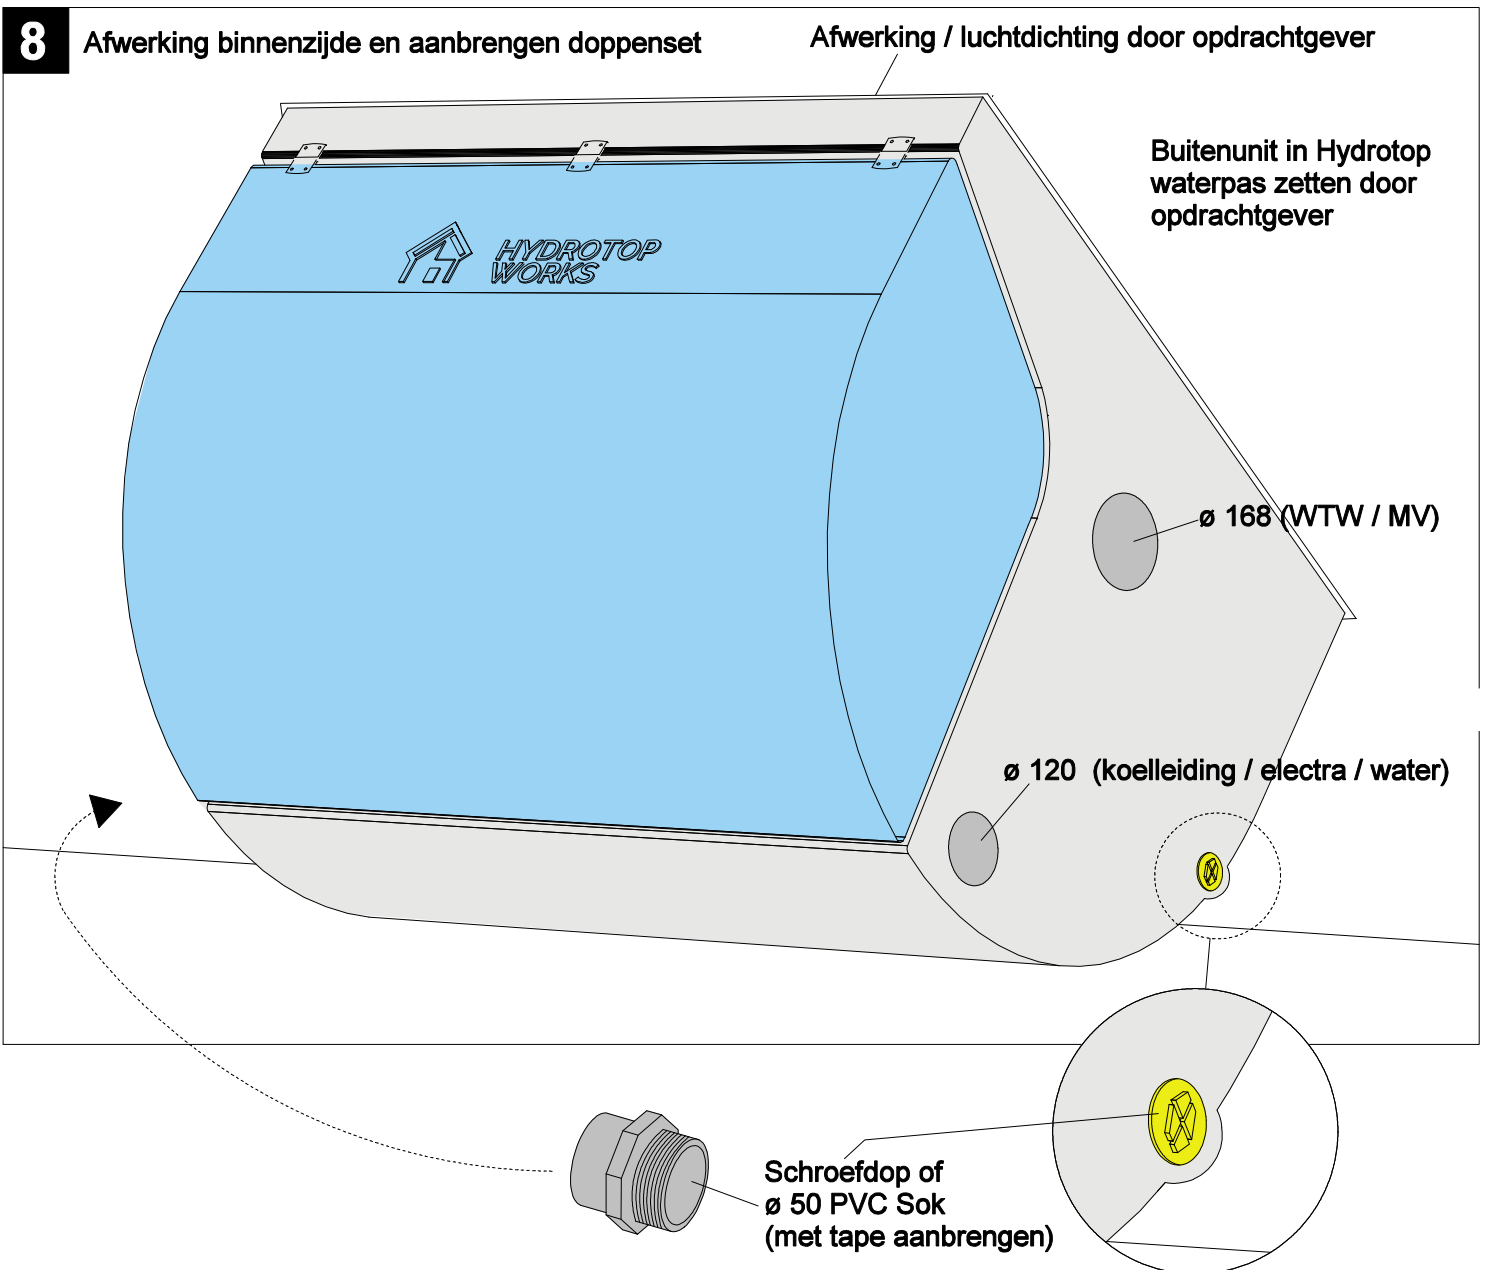 8
Afwerking binnenzijde en aanbrengen doppenset
Afwerking / luchtdichting door opdrachtgever
Buitenunit in Hydrotop
waterpas zetten door
opdrachtgever
HYDROTOP
WORKS
ø 168 (WTW / MV)
ø 120 (koelleiding / electra / water)
Schroefdop of
ø 50 PVC Sok
(met tape aanbrengen)